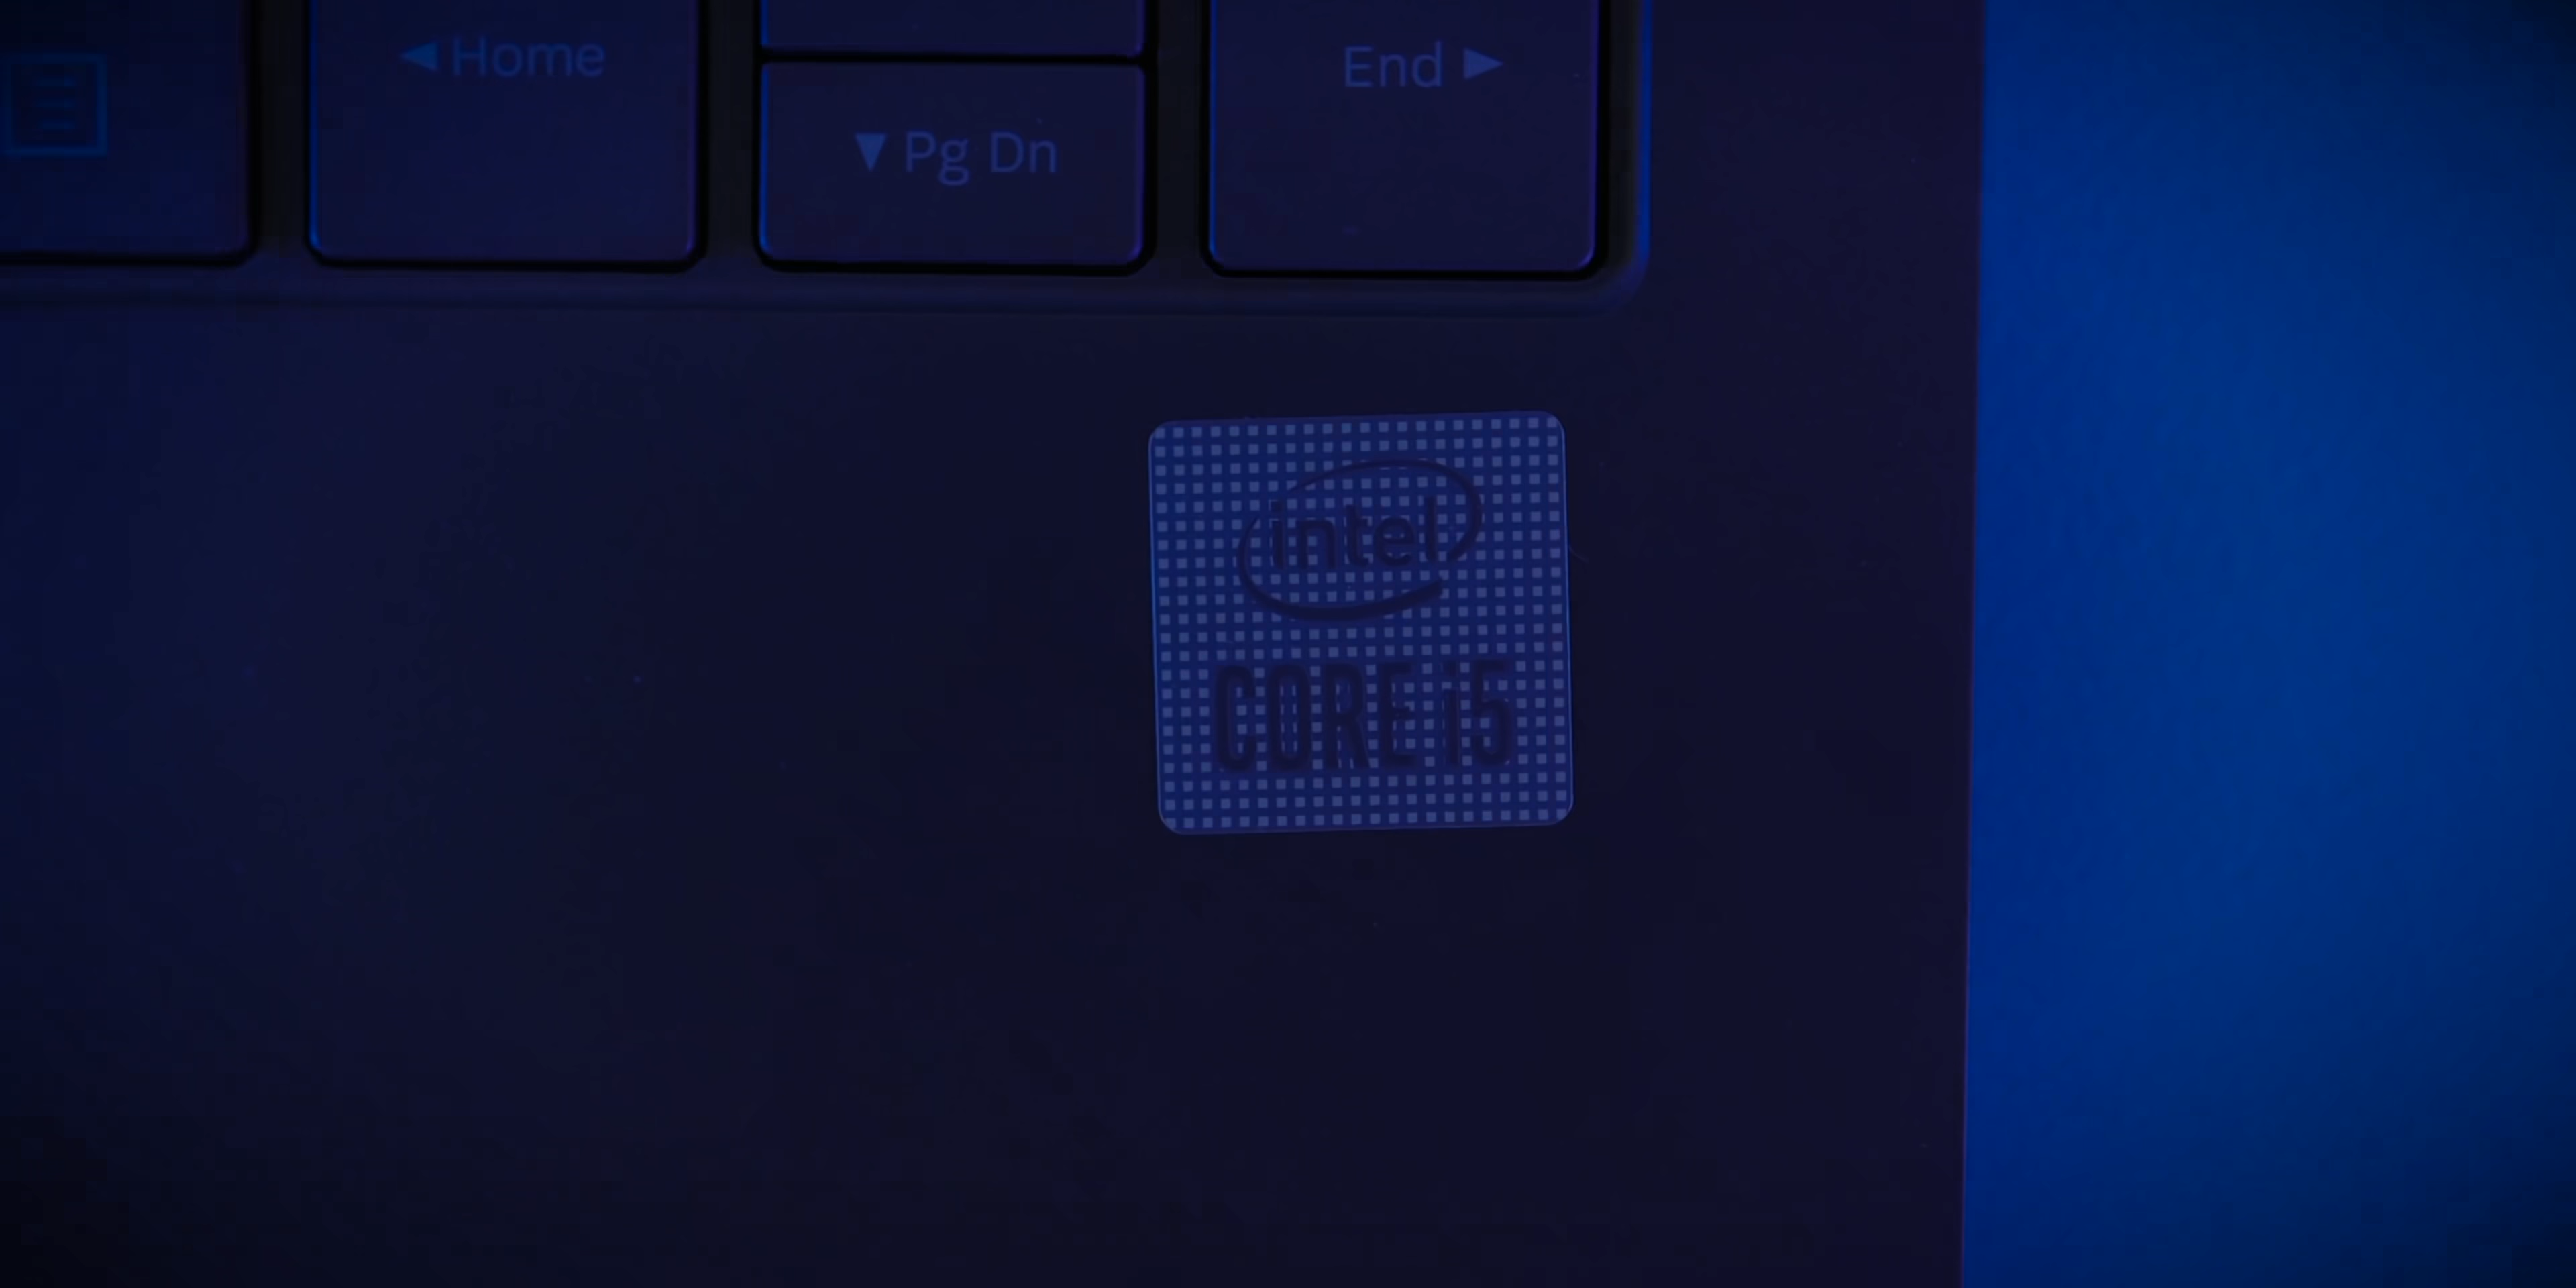 ◄ Home
End ►
▼ Pg Dn
intel
CORE i5